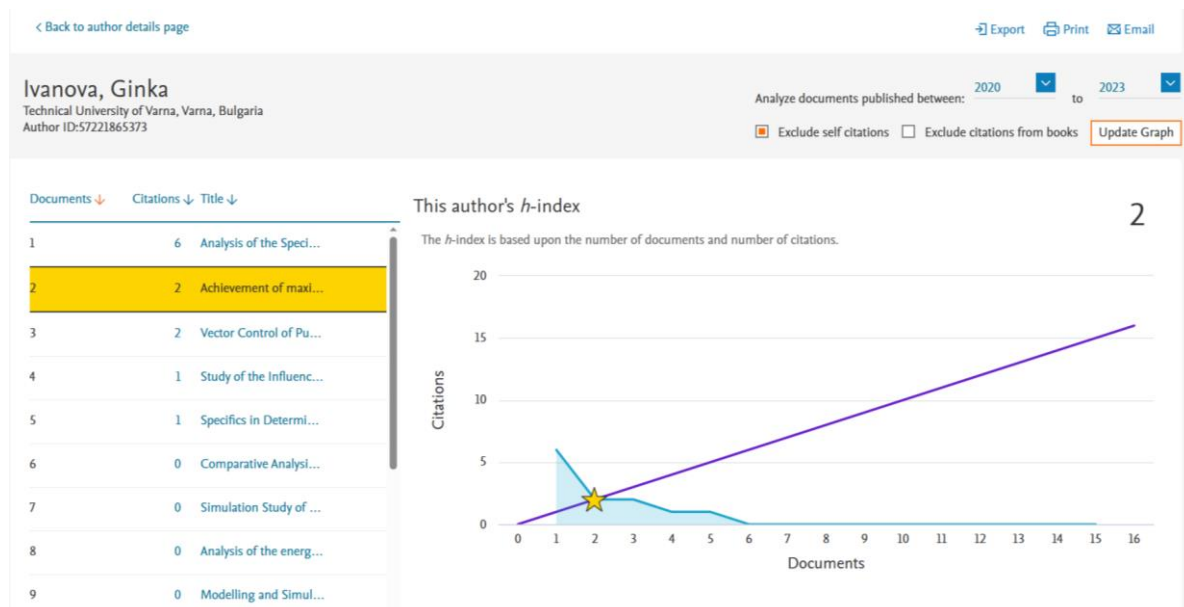 < Back to author details page
Export Print Email
Ivanova, Ginka
Technical University of Varna, Varna, Bulgaria
Author ID:57221865373
Analyze documents published between: 2020 to 2023
Exclude self citations Exclude citations from books Update Graph
Documents Citations Title
1 6 Analysis of the Speci...
2 2 Achievement of maxi...
3 2 Vector Control of Pu...
4 1 Study of the Influenc...
5 1 Specifics in Determi...
6 0 Comparative Analysi...
7 0 Simulation Study of ...
8 0 Analysis of the energ...
9 0 Modelling and Simul...
This author's h-index
2
The h-index is based upon the number of documents and number of citations.
Citations
20
15
10
5
0
0 1 2 3 4 5 6 7 8 9 10 11 12 13 14 15 16
Documents